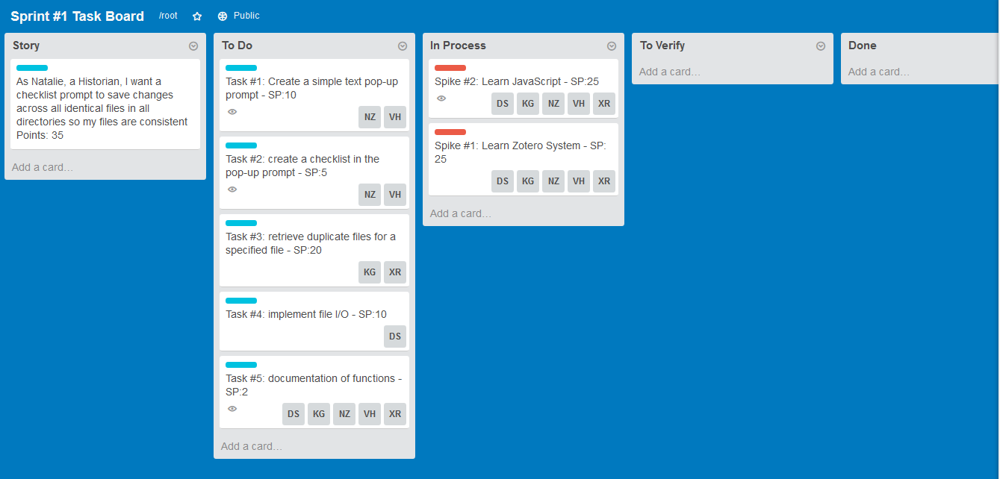 Sprint #1 Task Board /root Public
Story
As Natalie, a Historian, I want a
checklist prompt to save changes
across all identical files in all
directories so my files are consistent
Points: 35
Add a card...
To Do
Task #1: Create a simple text pop-up
prompt - SP:10
NZ VH
Task #2: create a checklist in the
pop-up prompt - SP:5
NZ VH
Task #3: retrieve duplicate files for a
specified file - SP:20
KG XR
Task #4: implement file I/O - SP:10
DS
Task #5: documentation of functions -
SP:2
DS KG NZ VH XR
Add a card...
In Process
Spike #2: Learn JavaScript - SP:25
DS KG NZ VH XR
Spike #1: Learn Zotero System - SP:
25
DS KG NZ VH XR
Add a card...
To Verify
Add a card...
Done
Add a card...